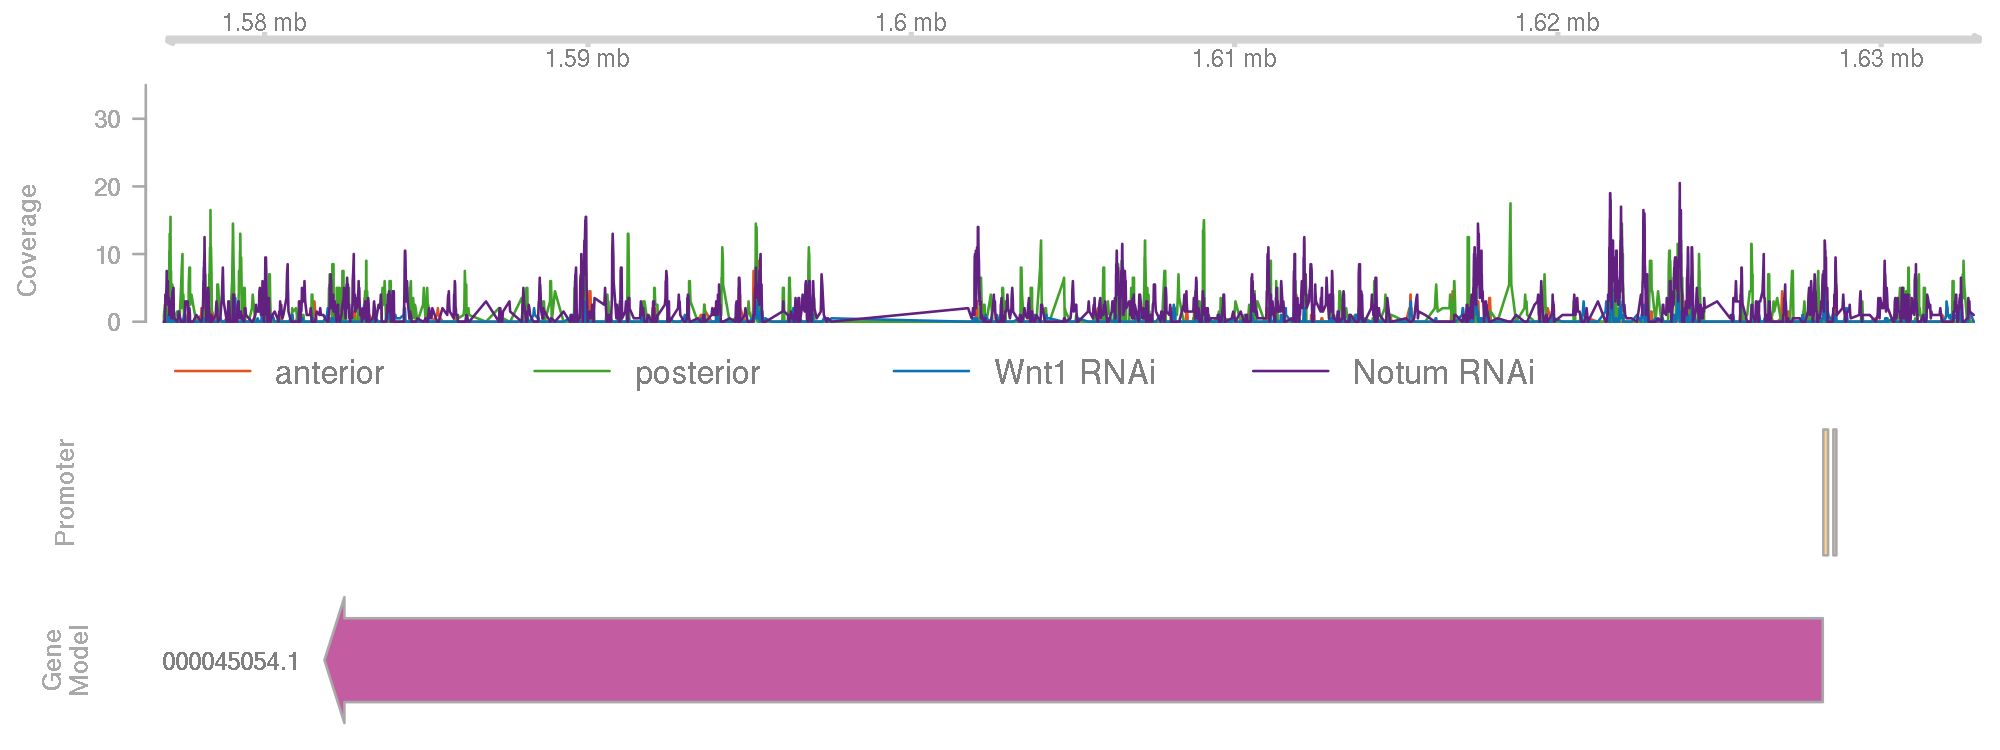 1.58 mb 1.6 mb 1.62 mb
1.59 mb 1.61 mb 1.63 mb
30
20
10
0
Coverage
anterior posterior Wnt1 RNAi Notum RNAi
Promoter
Gene
Model
000045054.1